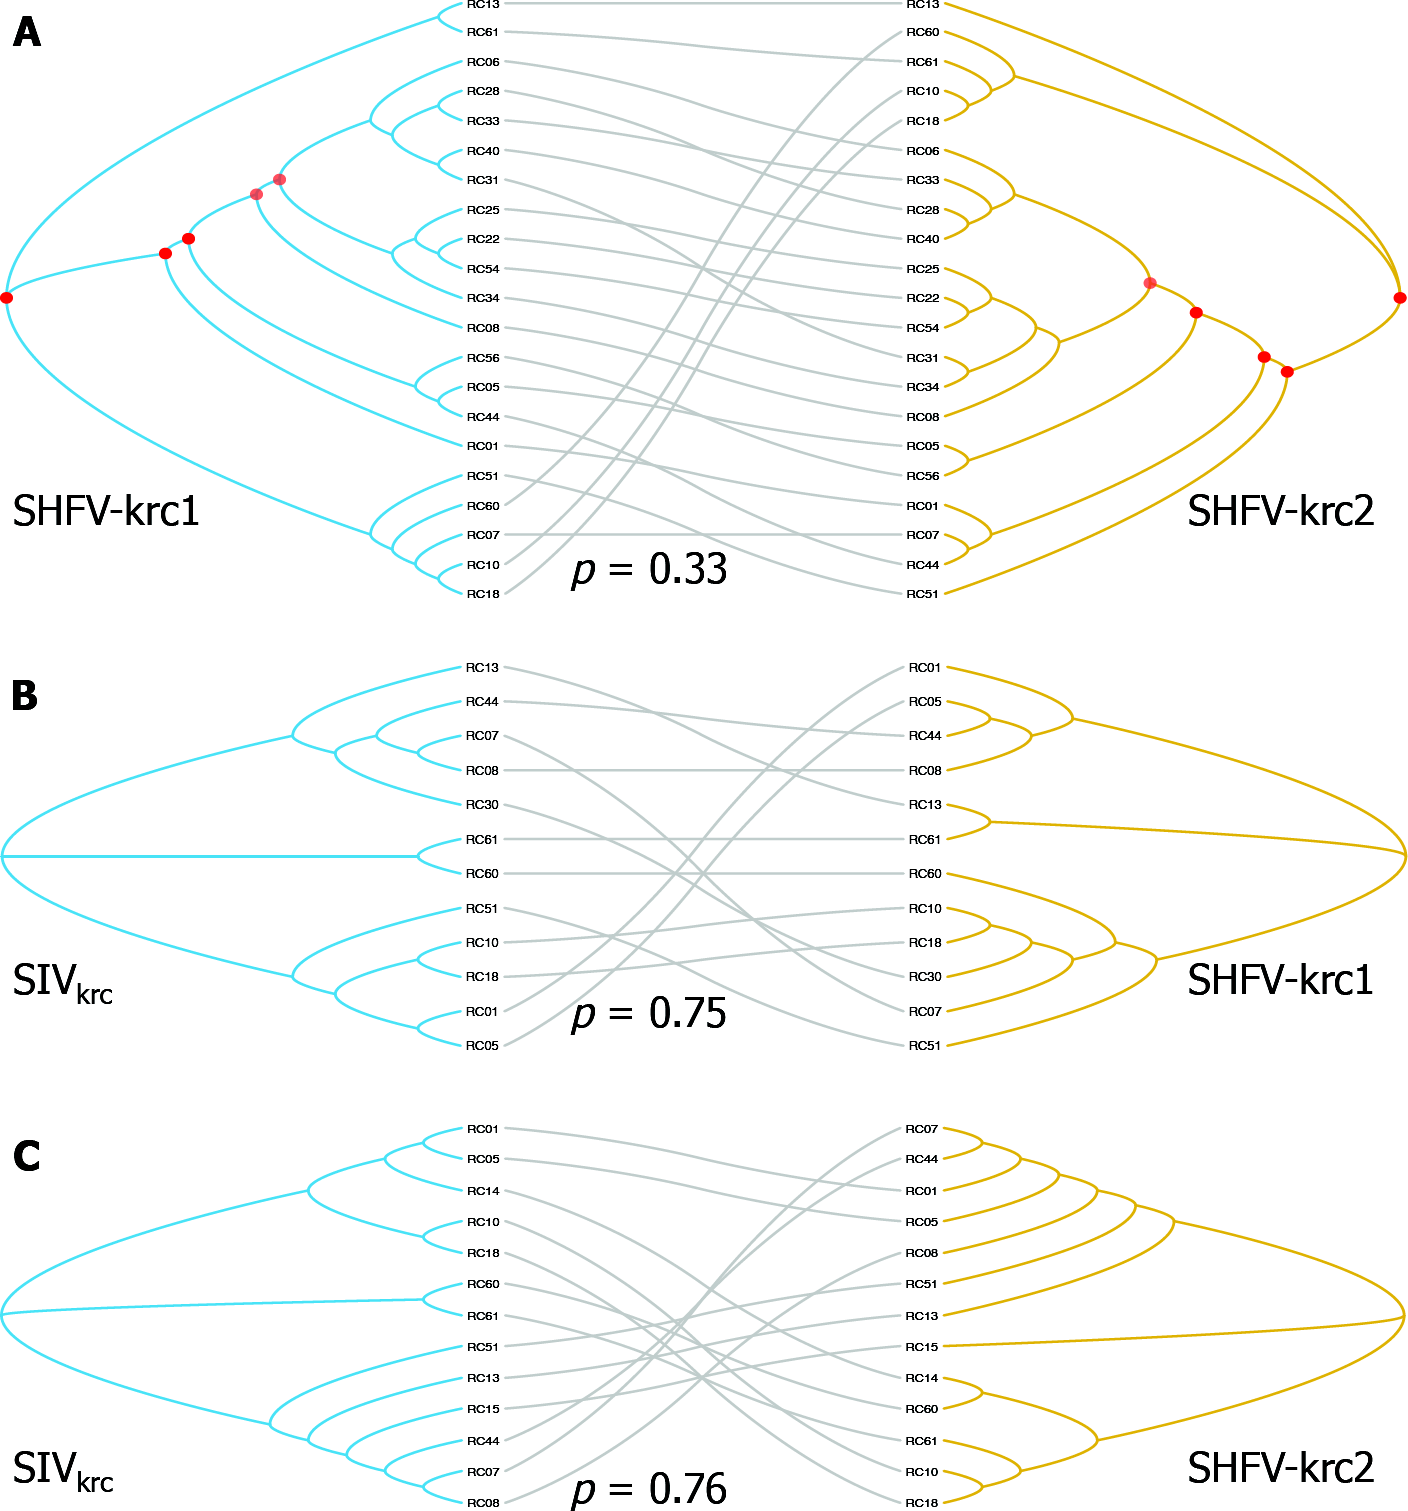 A
RC13 RC13
RC61 RC60
RC06 RC61
RC28 RC10
RC33 RC18
RC40 RC06
RC31 RC33
RC25 RC28
RC22 RC40
RC54 RC25
RC34 RC22
RC08 RC54
RC56 RC31
RC05 RC34
RC44 RC08
RC01 RC05
RC51 RC56
RC60 RC01
RC07 RC07
RC10 RC44
RC18 RC51
SHFV-krc1 SHFV-krc2
p = 0.33
B
RC13 RC01
RC44 RC05
RC07 RC44
RC08 RC08
RC30 RC13
RC61 RC61
RC60 RC60
RC51 RC10
RC10 RC18
RC18 RC30
RC01 RC07
RC05 RC51
SIVkrc SHFV-krc1
p = 0.75
C
RC01 RC07
RC05 RC44
RC14 RC01
RC10 RC05
RC18 RC08
RC60 RC51
RC61 RC13
RC51 RC15
RC13 RC14
RC15 RC60
RC44 RC61
RC07 RC10
RC08 RC18
SIVkrc SHFV-krc2
p = 0.76